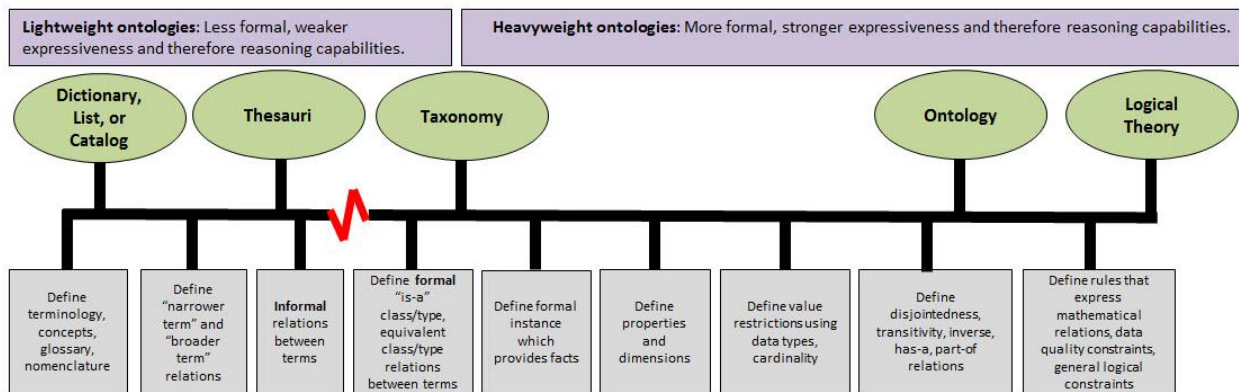 Lightweight ontologies: Less formal, weaker
expressiveness and therefore reasoning capabilities.
Heavyweight ontologies: More formal, stronger expressiveness and therefore reasoning capabilities.
Dictionary,
List, or
Catalog
Thesauri
Taxonomy
Ontology
Logical
Theory
Define
terminology,
concepts,
glossary,
nomenclature
Define
"narrower
term" and
"broader
term"
relations
Informal
relations
between
terms
Define formal
"is-a"
class/type,
equivalent
class/type
relations
between terms
Define formal
instance
which
provides facts
Define
properties
and
dimensions
Define value
restrictions using
data types,
cardinality
Define
disjointedness,
transitivity, inverse,
has-a, part-of
relations
Define rules that
express
mathematical
relations, data
quality constraints,
general logical
constraints